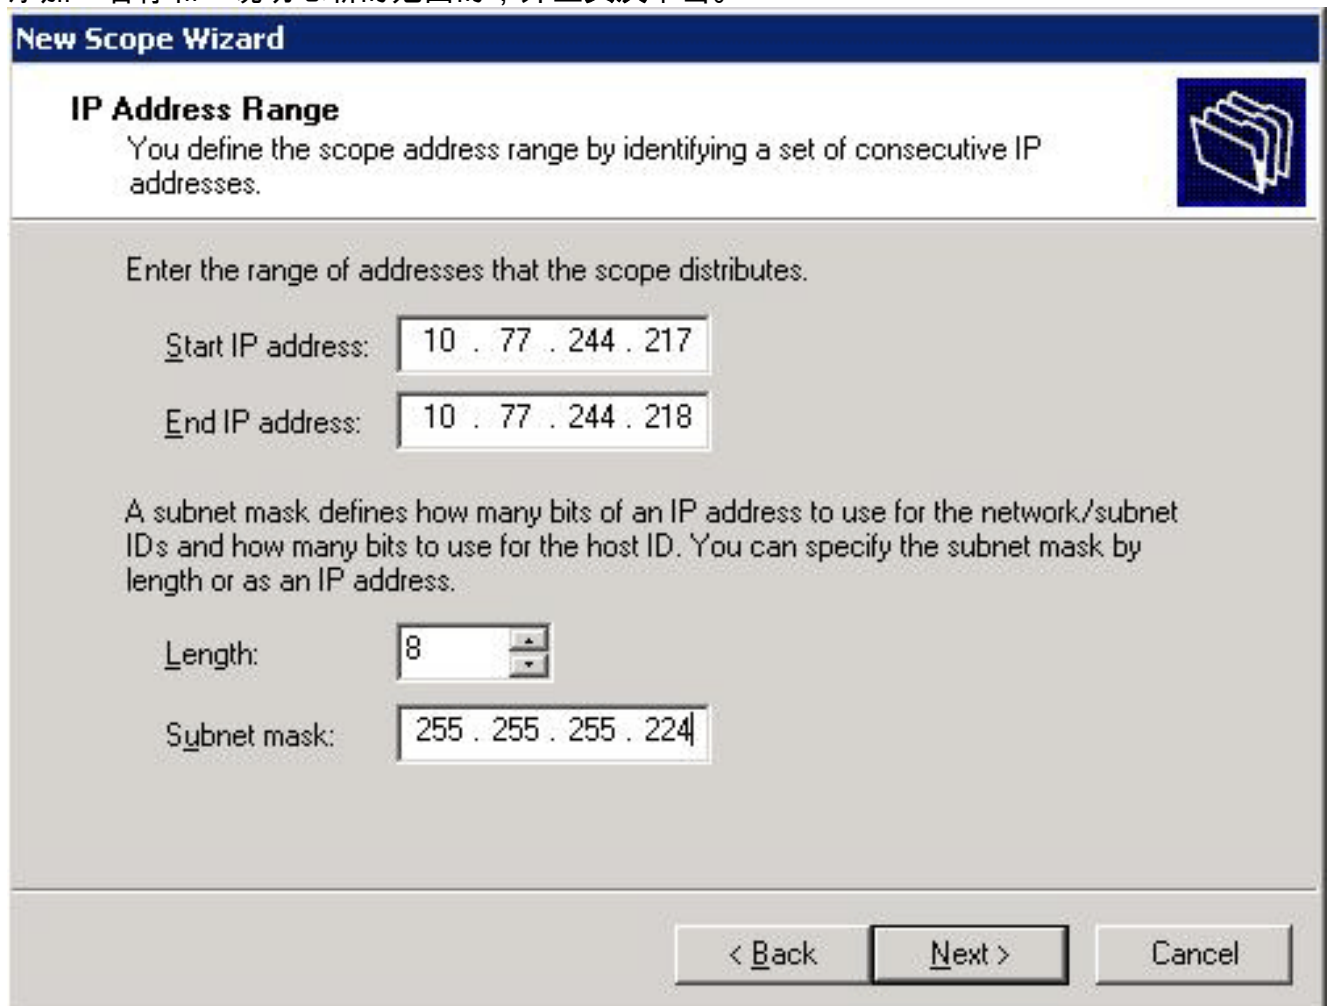 New Scope Wizard
IP Address Range
You define the scope address range by identifying a set of consecutive IP
addresses.
Enter the range of addresses that the scope distributes.
Start IP address: 10 . 77 . 244 . 217
End IP address: 10 . 77 . 244 . 218
A subnet mask defines how many bits of an IP address to use for the network/subnet
IDs and how many bits to use for the host ID. You can specify the subnet mask by
length or as an IP address.
Length: 8
Subnet mask: 255 . 255 . 255 . 224
< Back Next > Cancel